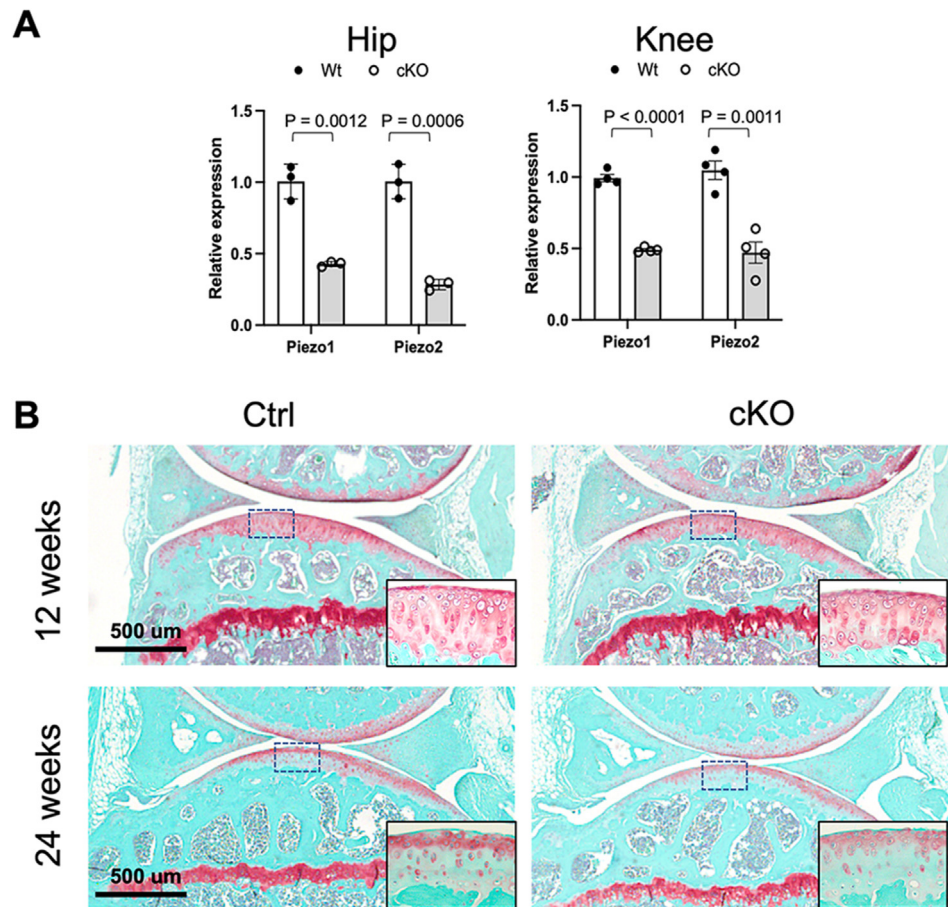 A
Hip
Knee
● Wt ○ cKO
● Wt ○ cKO
P = 0.0012 P = 0.0006
P < 0.0001 P = 0.0011
Relative expression
1.5
1.0
0.5
0.0
Piezo1 Piezo2
Relative expression
1.5
1.0
0.5
0.0
Piezo1 Piezo2
B
Ctrl
cKO
12 weeks
500 um
24 weeks
500 um